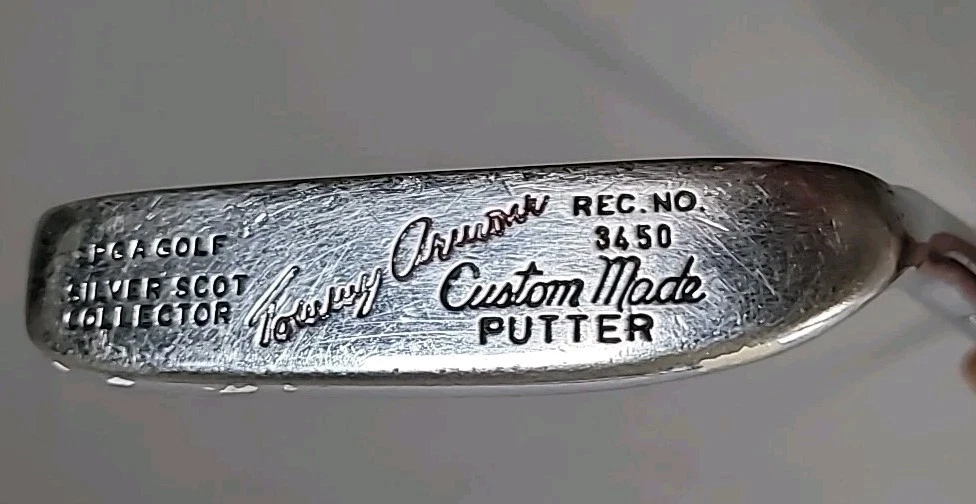 PGA GOLF
SILVER SCOT
COLLECTOR
Tommy Armour
REC. NO.
3450
Custom Made
PUTTER